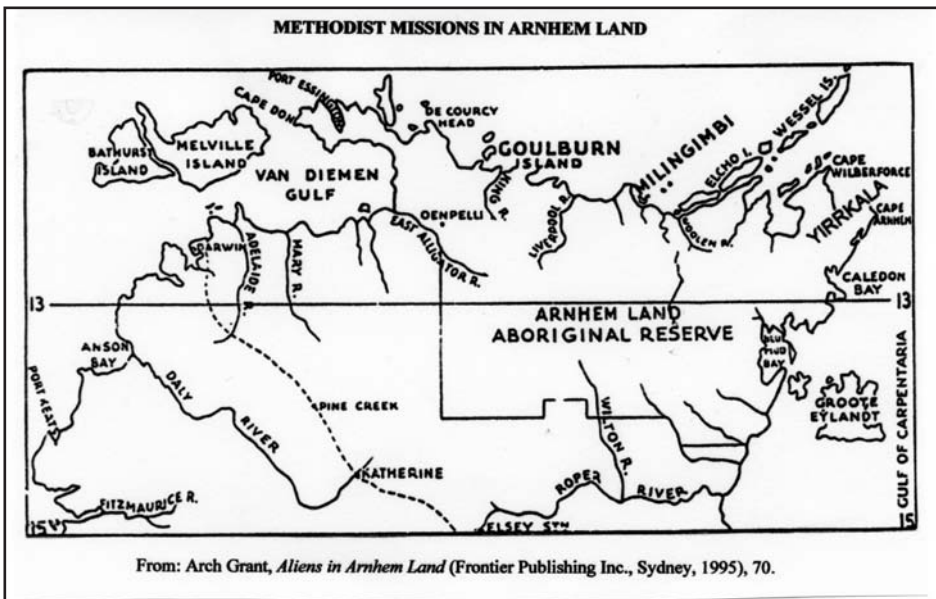 METHODIST MISSIONS IN ARNHEM LAND
PORT ESSINGTON
CAPE DON
DE COURCY
HEAD
GOULBURN
ISLAND
MILINGIMBI
ELCHO I.
WESSEL IS.
CAPE
WILBERFORCE
YIRRKALA
CAPE
ARNHEM
BATHURST
ISLAND
MELVILLE
ISLAND
VAN DIEMEN
GULF
KING R.
LIVERPOOL R.
WOOLEN R.
OENPELLI
EAST ALLIGATOR R.
DARWIN
ADELAIDE R.
MARY R.
CALEDON
BAY
13
13
ARNHEM LAND
ABORIGINAL RESERVE
BLUE
MUD
BAY
ANSON
BAY
PORT KEATS
DALY
RIVER
PINE CREEK
GROOTE
EYLANDT
GULF OF CARPENTARIA
KATHERINE
WILTON R.
ROPER
RIVER
FITZMAURICE R.
ELSEY STN
15
15
From: Arch Grant, Aliens in Arnhem Land (Frontier Publishing Inc., Sydney, 1995), 70.